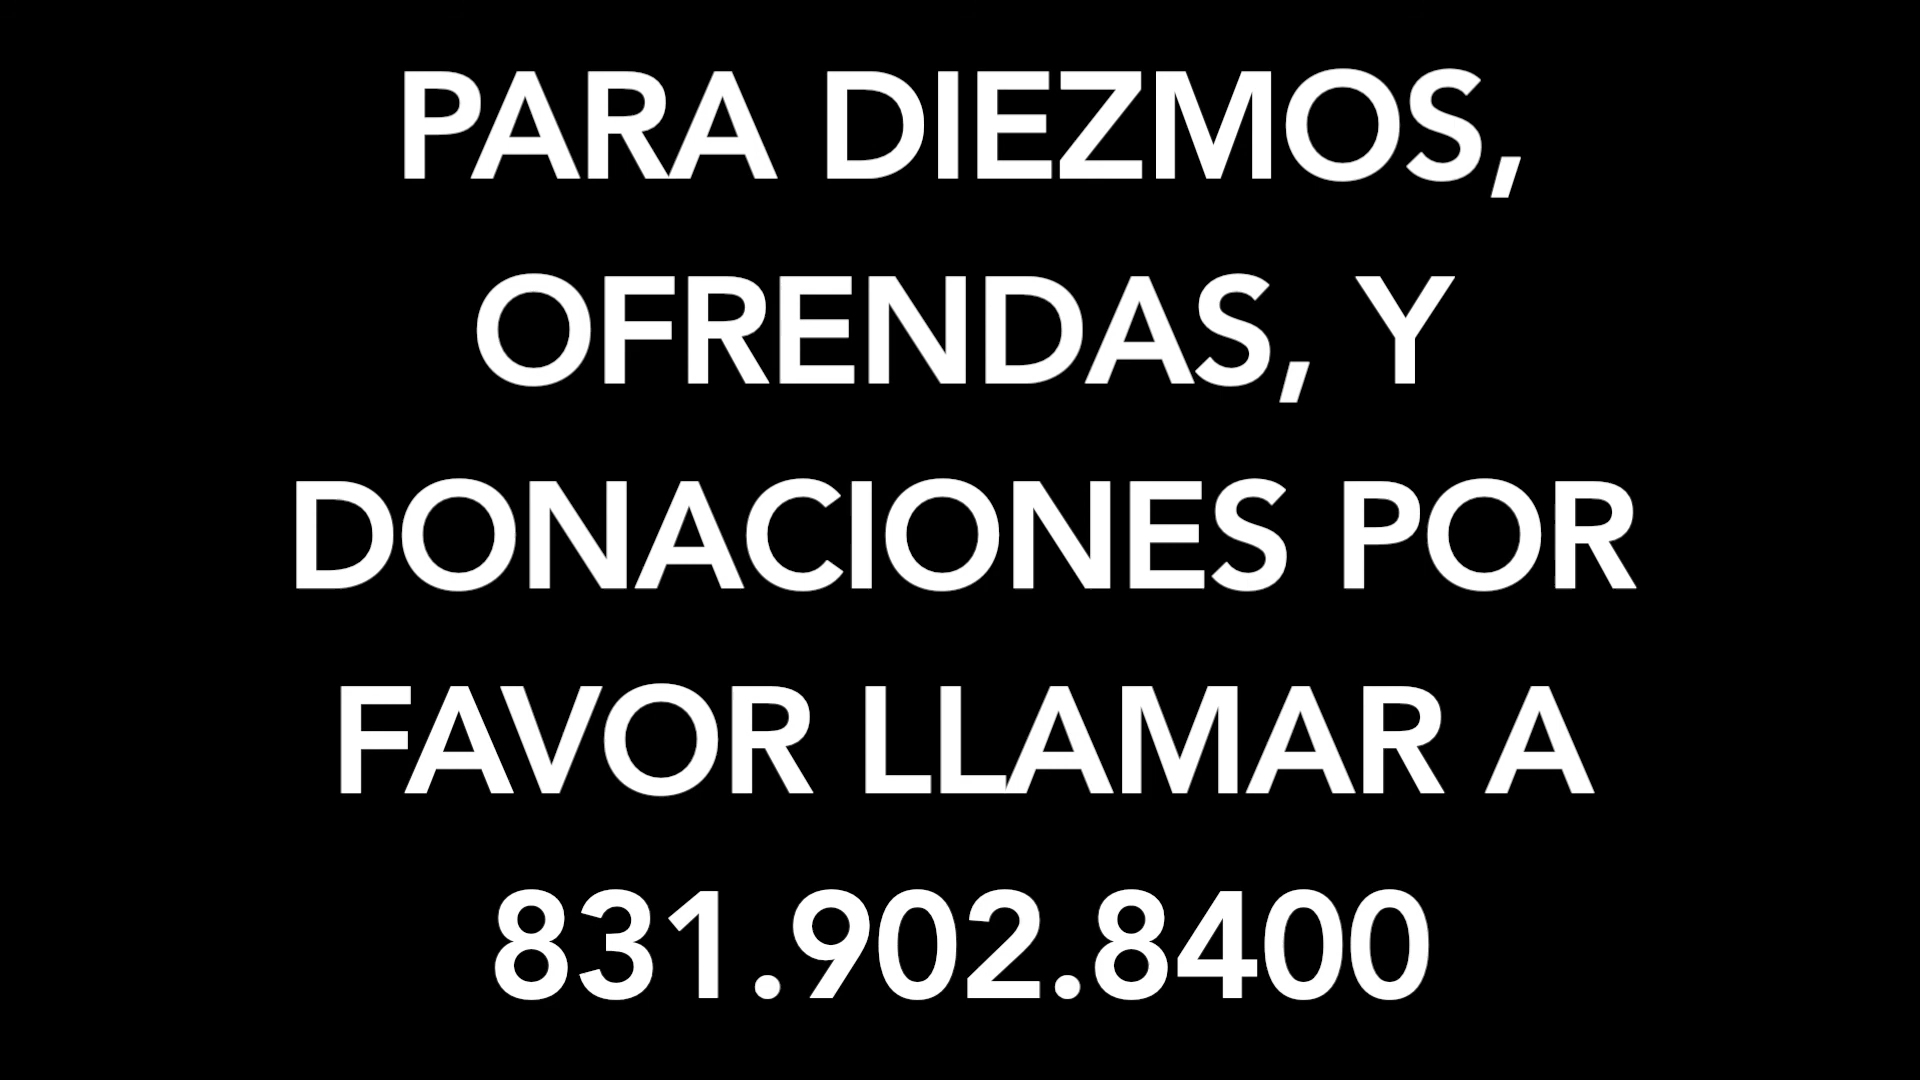 PARA DIEZMOS,
OFRENDAS, Y
DONACIONES POR
FAVOR LLAMAR A
831.902.8400